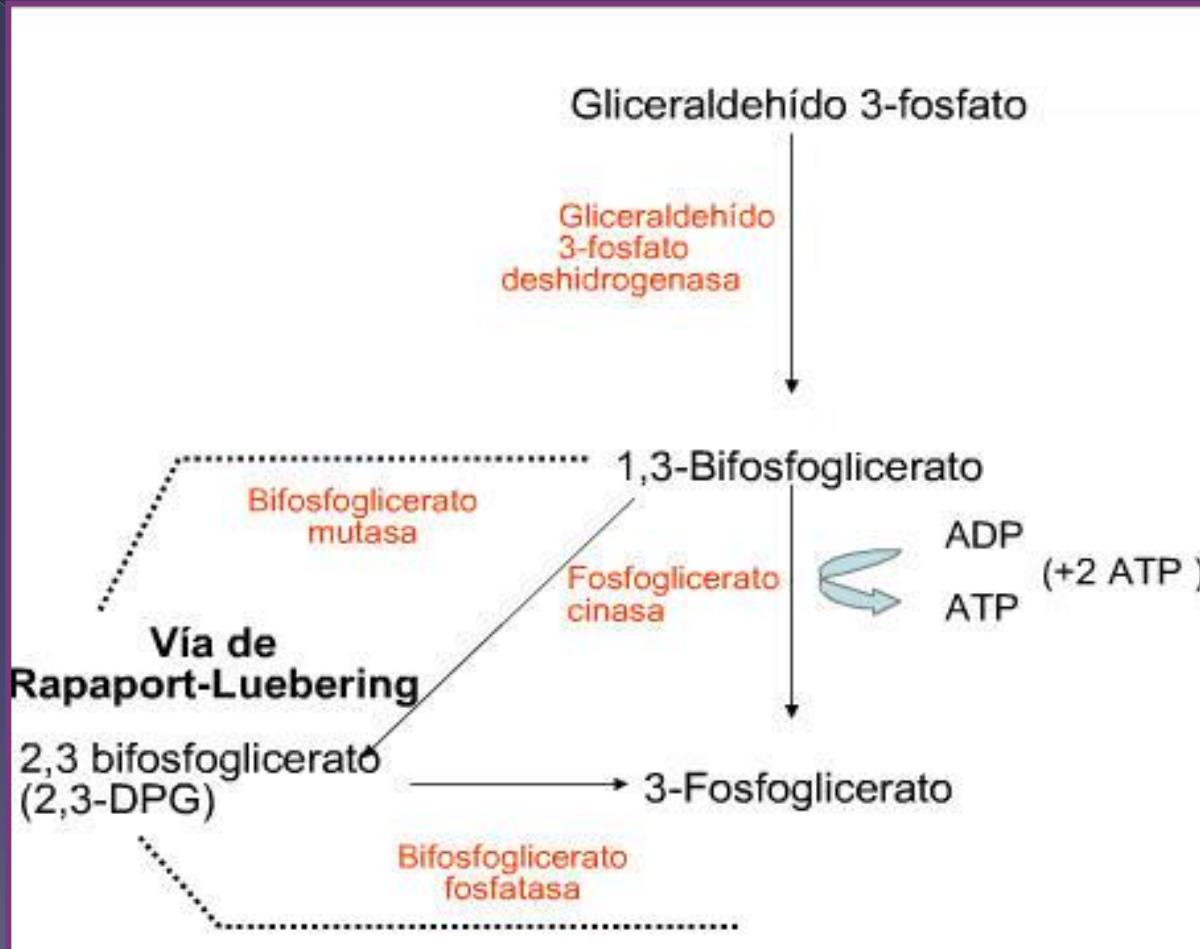 Gliceraldehído 3-fosfato
Gliceraldehído
3-fosfato
deshidrogenasa
1,3-Bifosfoglicerato
Bifosfoglicerato
mutasa
Fosfoglicerato
cinasa
ADP
(+2 ATP )
ATP
Vía de
Rapaport-Luebering
2,3 bifosfoglicerato
(2,3-DPG)
3-Fosfoglicerato
Bifosfoglicerato
fosfatasa